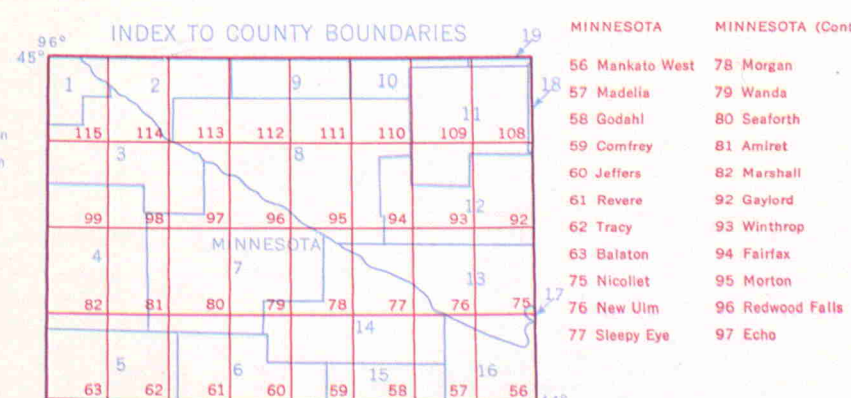 INDEX TO COUNTY BOUNDARIES
96°
45°
19
1 2 9 10 18
11
115 114 113 112 111 110 109 108
3 8
12
99 98 97 96 95 94 93 92
MINNESOTA
4 7 13
82 81 80 79 78 77 76 75 17
14
5 6 15 16
63 62 61 60 59 58 57 56
MINNESOTA
56 Mankato West
57 Madelia
58 Godahl
59 Comfrey
60 Jeffers
61 Revere
62 Tracy
63 Balaton
75 Nicollet
76 New Ulm
77 Sleepy Eye
MINNESOTA (Cont
78 Morgan
79 Wanda
80 Seaforth
81 Amiret
82 Marshall
92 Gaylord
93 Winthrop
94 Fairfax
95 Morton
96 Redwood Falls
97 Echo